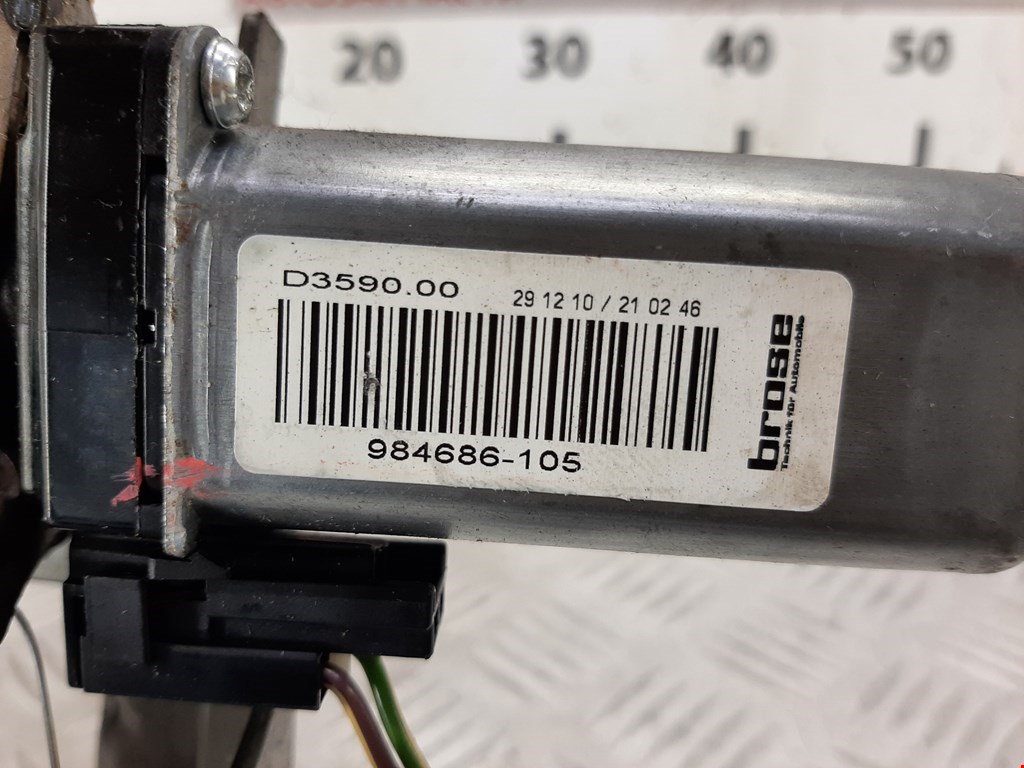 20 30 40 50
D3590.00
29 12 10 / 21 02 46
984686-105
brose
Technik für Automobile